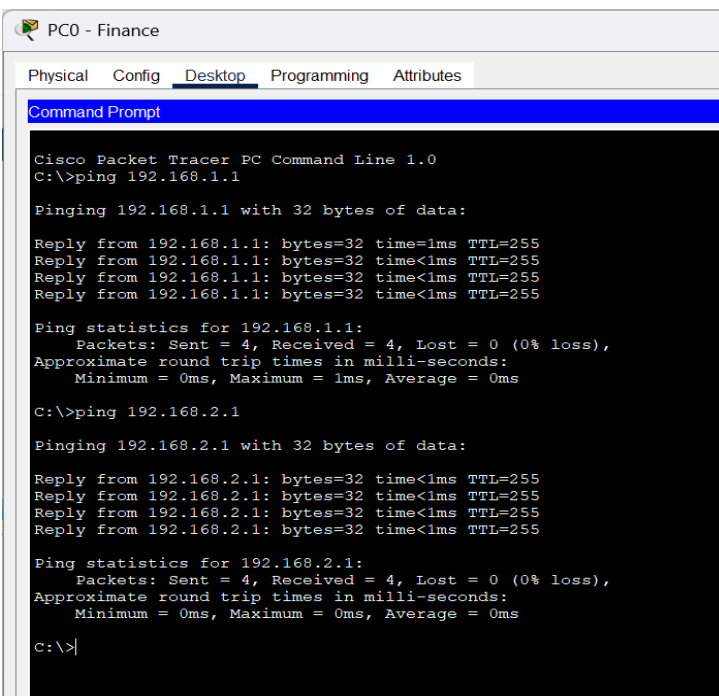 PC0 - Finance
Physical Config Desktop Programming Attributes
Command Prompt
Cisco Packet Tracer PC Command Line 1.0
C:\>ping 192.168.1.1
Pinging 192.168.1.1 with 32 bytes of data:
Reply from 192.168.1.1: bytes=32 time=1ms TTL=255
Reply from 192.168.1.1: bytes=32 time<1ms TTL=255
Reply from 192.168.1.1: bytes=32 time<1ms TTL=255
Reply from 192.168.1.1: bytes=32 time<1ms TTL=255
Ping statistics for 192.168.1.1:
Packets: Sent = 4, Received = 4, Lost = 0 (0% loss),
Approximate round trip times in milli-seconds:
Minimum = 0ms, Maximum = 1ms, Average = 0ms
C:\>ping 192.168.2.1
Pinging 192.168.2.1 with 32 bytes of data:
Reply from 192.168.2.1: bytes=32 time<1ms TTL=255
Reply from 192.168.2.1: bytes=32 time<1ms TTL=255
Reply from 192.168.2.1: bytes=32 time<1ms TTL=255
Reply from 192.168.2.1: bytes=32 time<1ms TTL=255
Ping statistics for 192.168.2.1:
Packets: Sent = 4, Received = 4, Lost = 0 (0% loss),
Approximate round trip times in milli-seconds:
Minimum = 0ms, Maximum = 0ms, Average = 0ms
C:\>